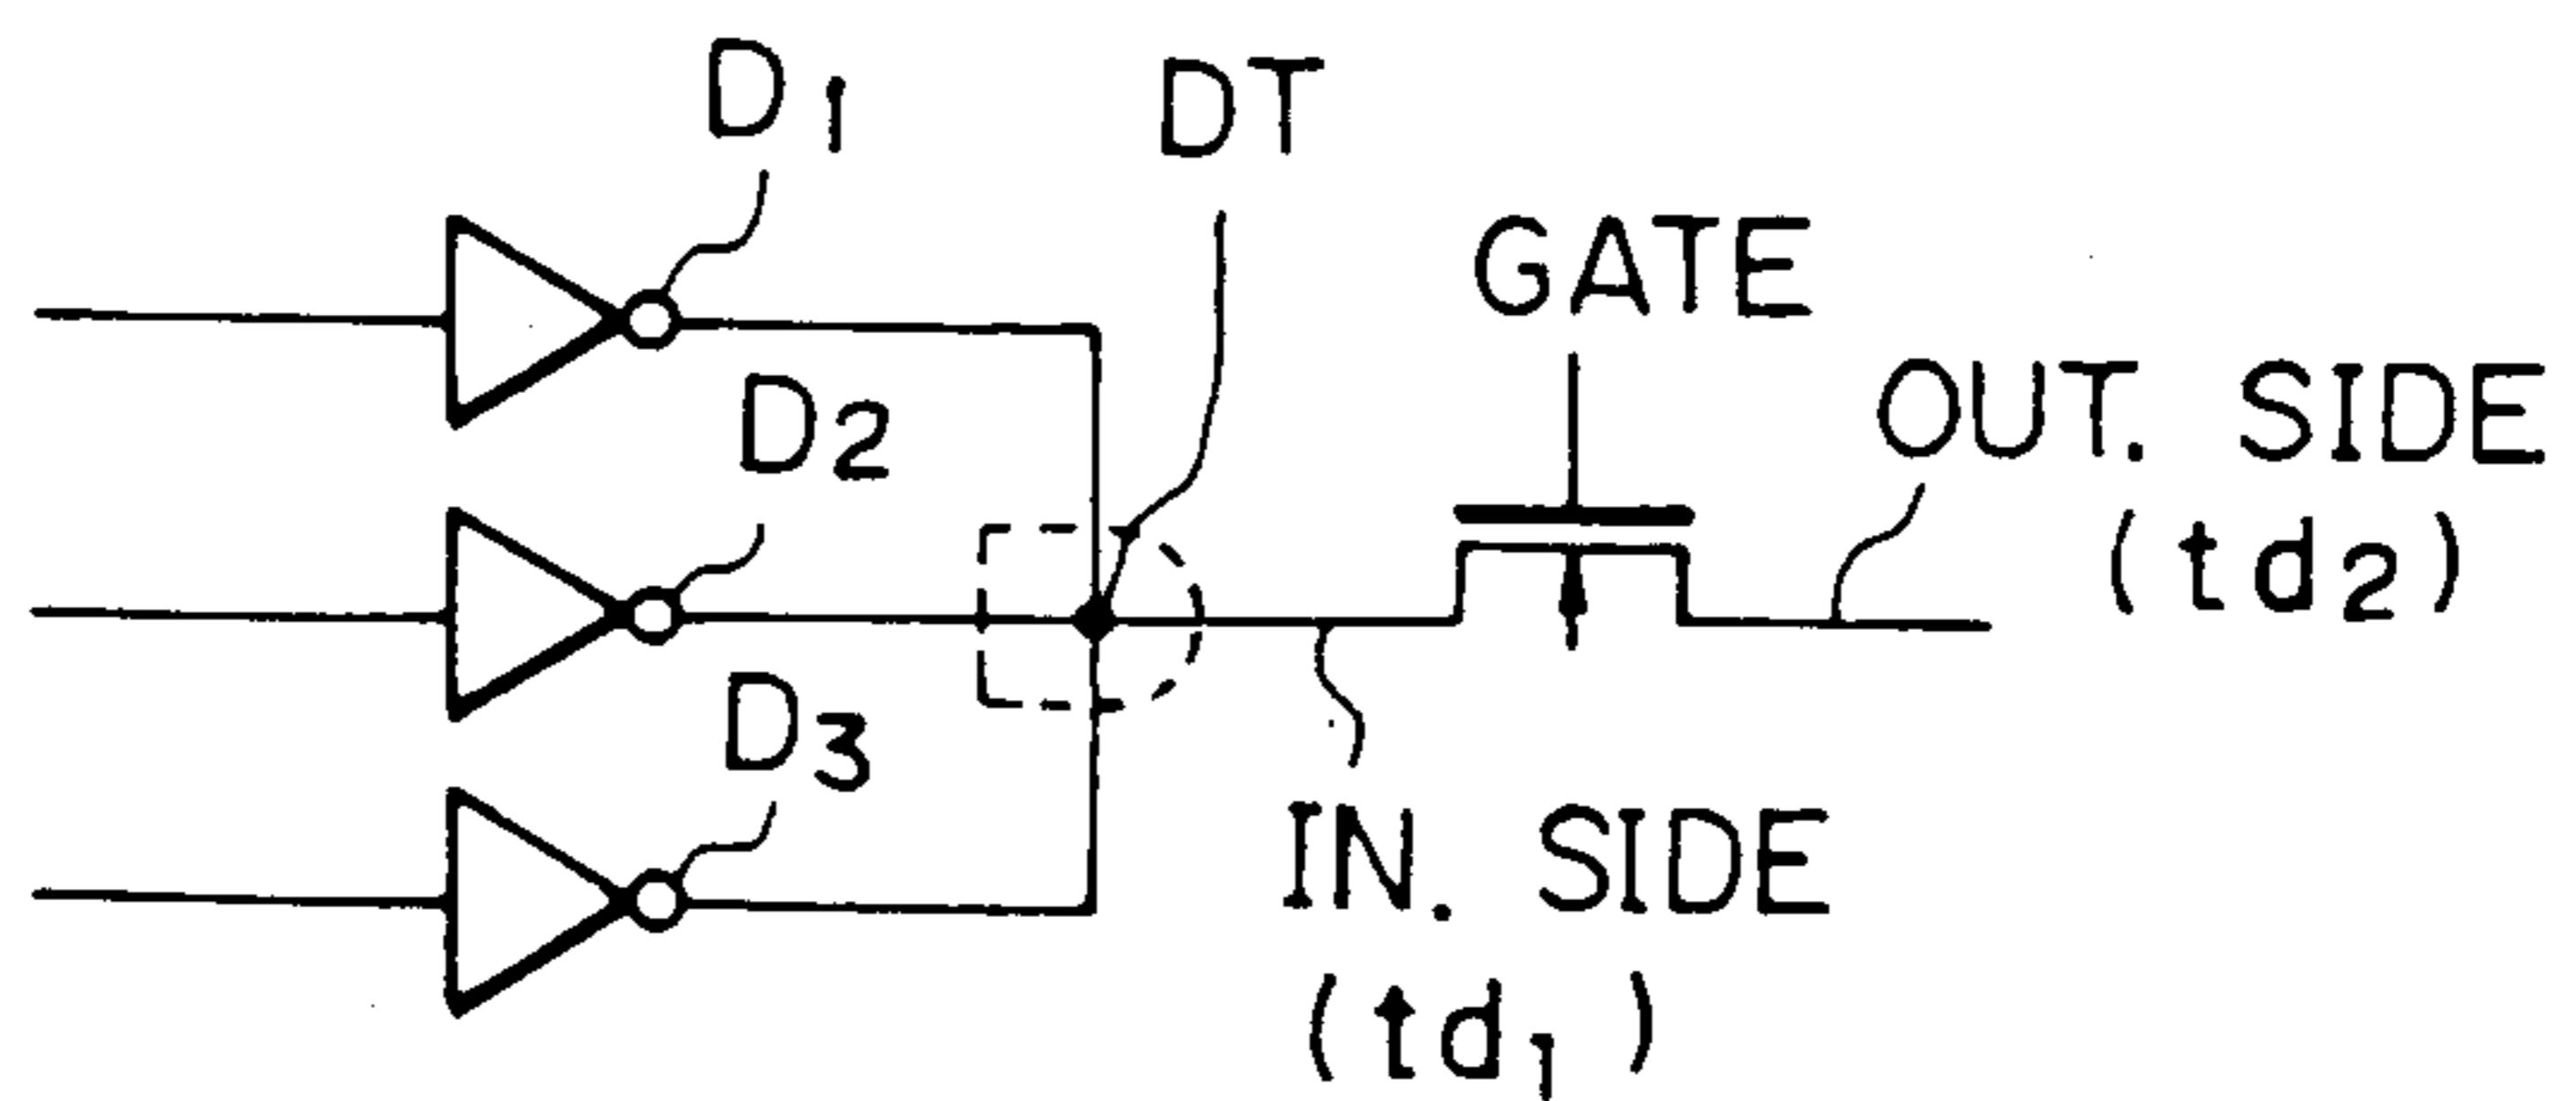 D1
DT
GATE
D2
OUT. SIDE
(td2)
D3
IN. SIDE
(td1)